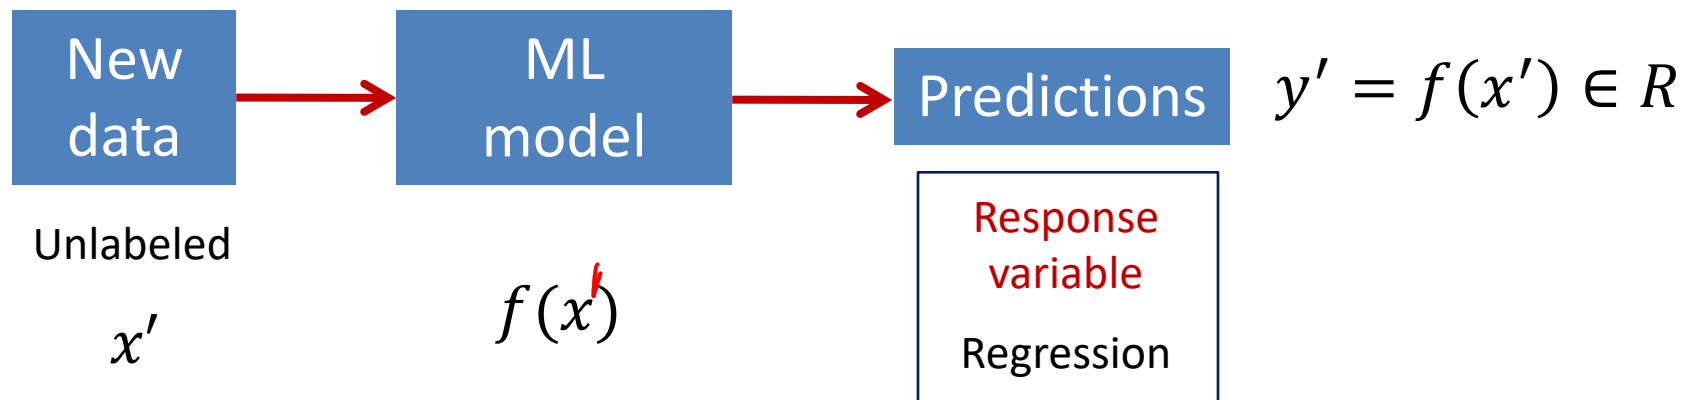 New
data
ML
model
Predictions
y′ = f(x′) ∈ R
Unlabeled
x′
f(x′)
Response
variable
Regression